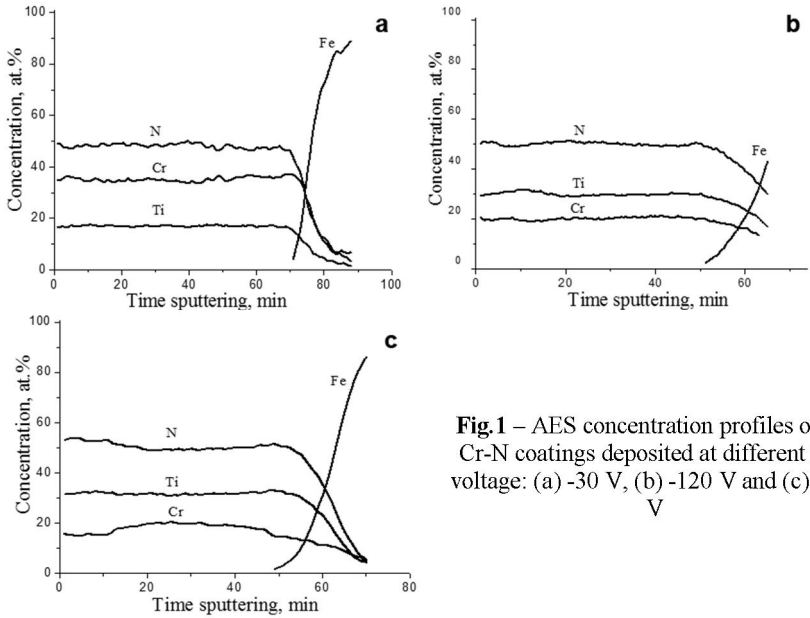 a
100
80
60
40
20
0
Concentration, at.%
Fe
N
Cr
Ti
0 20 40 60 80 100
Time sputtering, min
b
100
80
60
40
20
0
Concentration, at.%
N
Fe
Ti
Cr
0 20 40 60
Time sputtering, min
c
100
80
60
40
20
0
Concentration, at.%
Fe
N
Ti
Cr
0 20 40 60 80
Time sputtering, min
Fig.1 – AES concentration profiles o
Cr-N coatings deposited at different
voltage: (a) -30 V, (b) -120 V and (c)
V